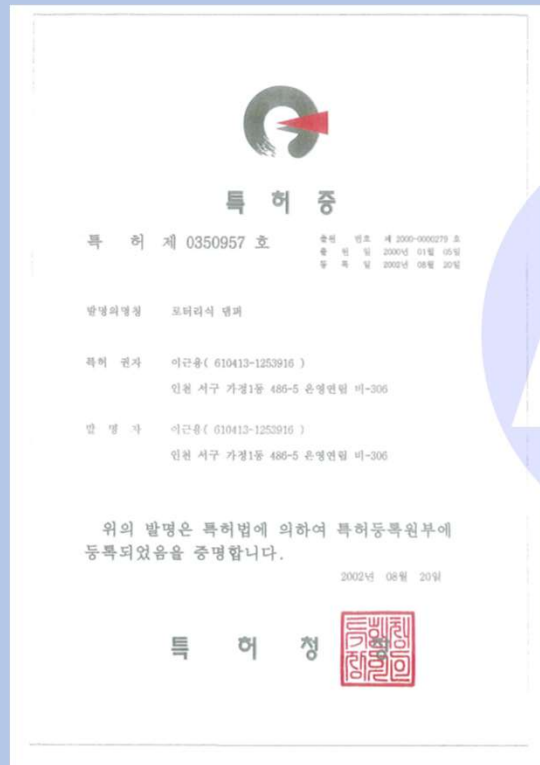 특허증
특 허 제 0350957 호
출원 번호 제 2000-0000279 호
출 원 일 2000년 01월 05일
등 록 일 2002년 08월 20일
발명의명칭 로터리식 댐퍼
특허 권자 이근용( 610413-1253916 )
인천 서구 가정1동 486-5 은영연립 비-306
발 명 자 이근용( 610413-1253916 )
인천 서구 가정1동 486-5 은영연립 비-306
위의 발명은 특허법에 의하여 특허등록원부에
등록되었음을 증명합니다.
2002년 08월 20일
특 허 청 장